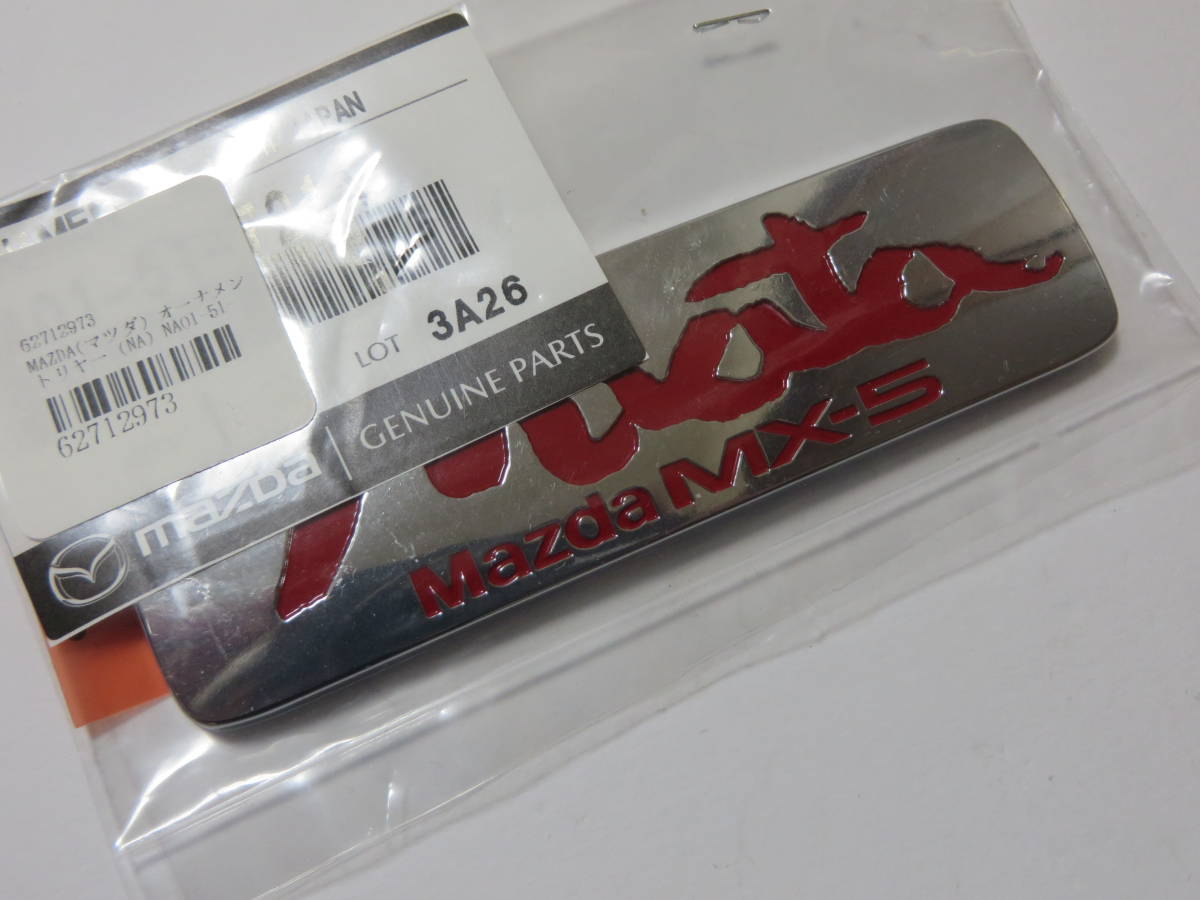 JAPAN
62712973
MAZDA(マツダ) オーナメン
トリヤー (NA) NA01-51
62712973
LOT 3A26
mazda
GENUINE PARTS
Mazda MX-5